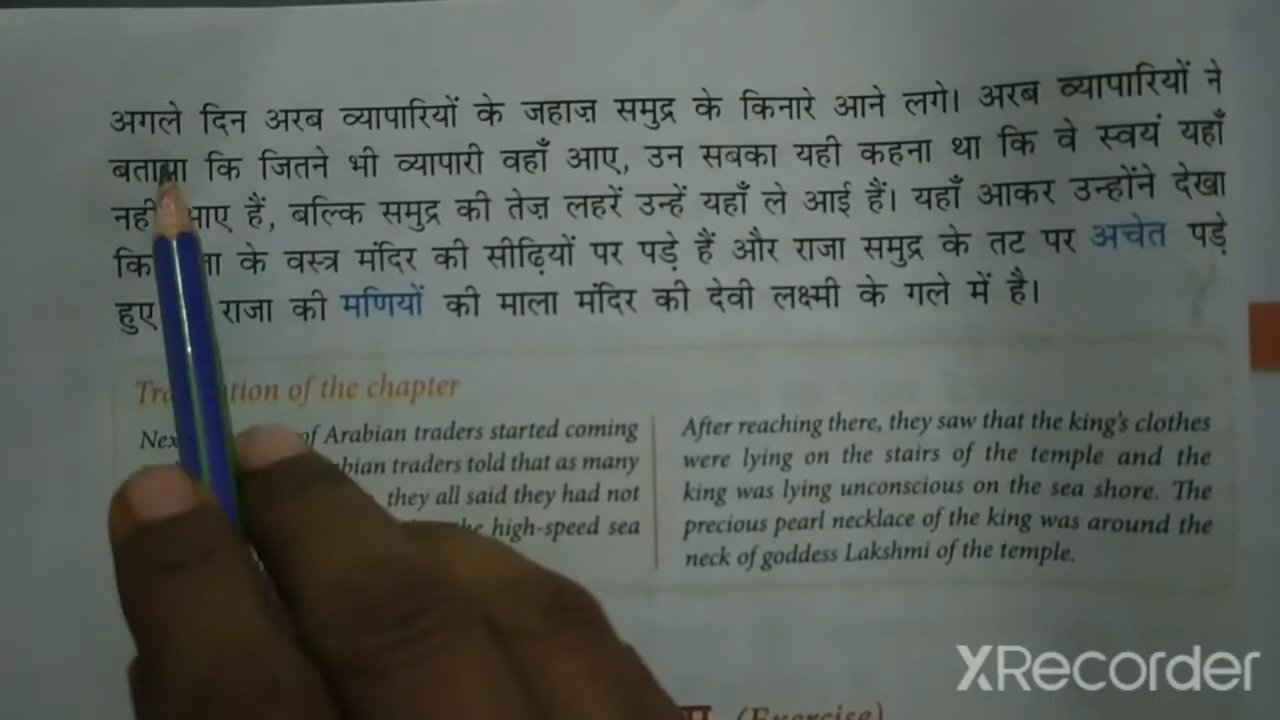 अगले दिन अरब व्यापारियों के जहाज़ समुद्र के किनारे आने लगे। अरब व्यापारियों ने
बताया कि जितने भी व्यापारी वहाँ आए, उन सबका यही कहना था कि वे स्वयं यहाँ
नहीं आए हैं, बल्कि समुद्र की तेज़ लहरें उन्हें यहाँ ले आई हैं। यहाँ आकर उन्होंने देखा
कि के वस्त्र मंदिर की सीढ़ियों पर पड़े हैं और राजा समुद्र के तट पर अचेत पड़े
हुए राजा की मणियों की माला मंदिर की देवी लक्ष्मी के गले में है।
of the chapter
of Arabian traders started coming
traders told that as many
they all said they had not
high-speed sea
After reaching there, they saw that the king's clothes
were lying on the stairs of the temple and the
king was lying unconscious on the sea shore. The
precious pearl necklace of the king was around the
neck of goddess Lakshmi of the temple.
(Exercise)
XRecorder